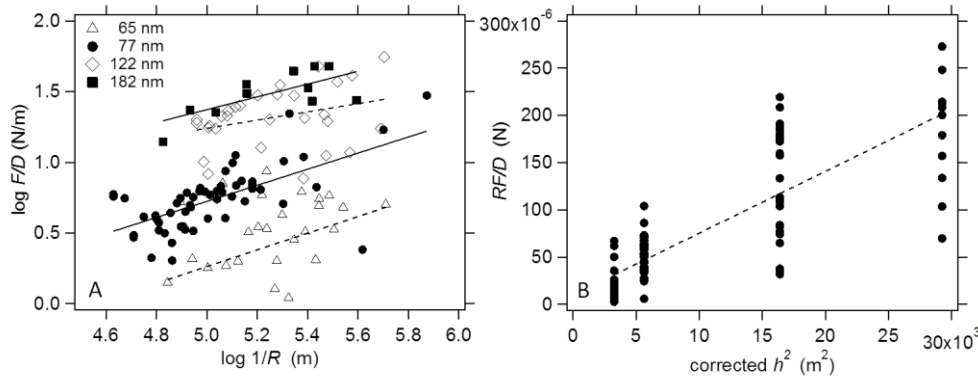 2.0
1.5
1.0
0.5
0.0
log F/D (N/m)
65 nm
77 nm
122 nm
182 nm
A
4.6 4.8 5.0 5.2 5.4 5.6 5.8 6.0
log 1/R (m)
300x10⁻⁶
250
200
150
100
50
0
RF/D (N)
B
0 5 10 15 20 25 30x10³
corrected h² (m²)